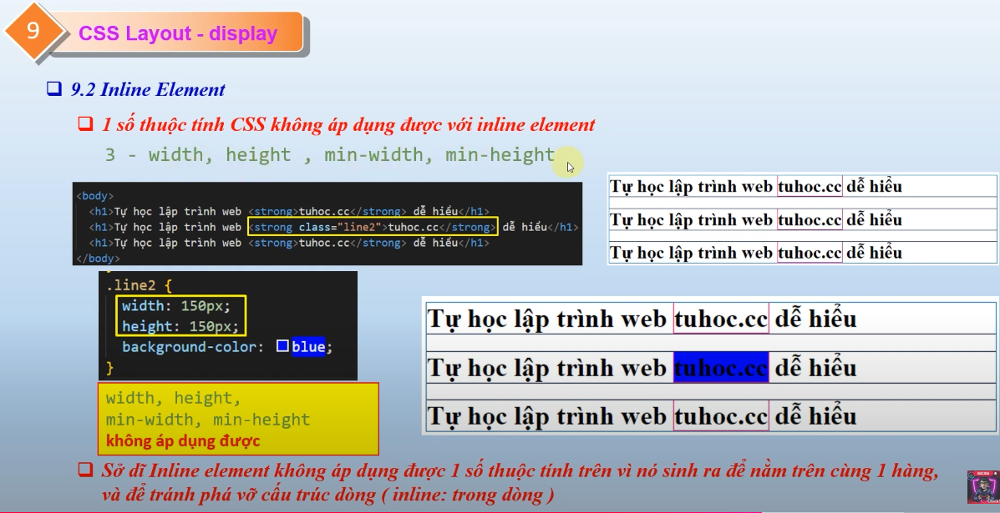 9
CSS Layout - display
9.2 Inline Element
1 số thuộc tính CSS không áp dụng được với inline element
3 - width, height , min-width, min-height
<body>
<h1>Tự học lập trình web <strong>tuhoc.cc</strong> dễ hiểu</h1>
<h1>Tự học lập trình web <strong class="line2">tuhoc.cc</strong> dễ hiểu</h1>
<h1>Tự học lập trình web <strong>tuhoc.cc</strong> dễ hiểu</h1>
</body>
Tự học lập trình web tuhoc.cc dễ hiểu
Tự học lập trình web tuhoc.cc dễ hiểu
Tự học lập trình web tuhoc.cc dễ hiểu
.line2 {
width: 150px;
height: 150px;
background-color: blue;
}
Tự học lập trình web tuhoc.cc dễ hiểu
Tự học lập trình web tuhoc.cc dễ hiểu
Tự học lập trình web tuhoc.cc dễ hiểu
width, height,
min-width, min-height
không áp dụng được
Sở dĩ Inline element không áp dụng được 1 số thuộc tính trên vì nó sinh ra để nằm trên cùng 1 hàng,
và để tránh phá vỡ cấu trúc dòng ( inline: trong dòng )